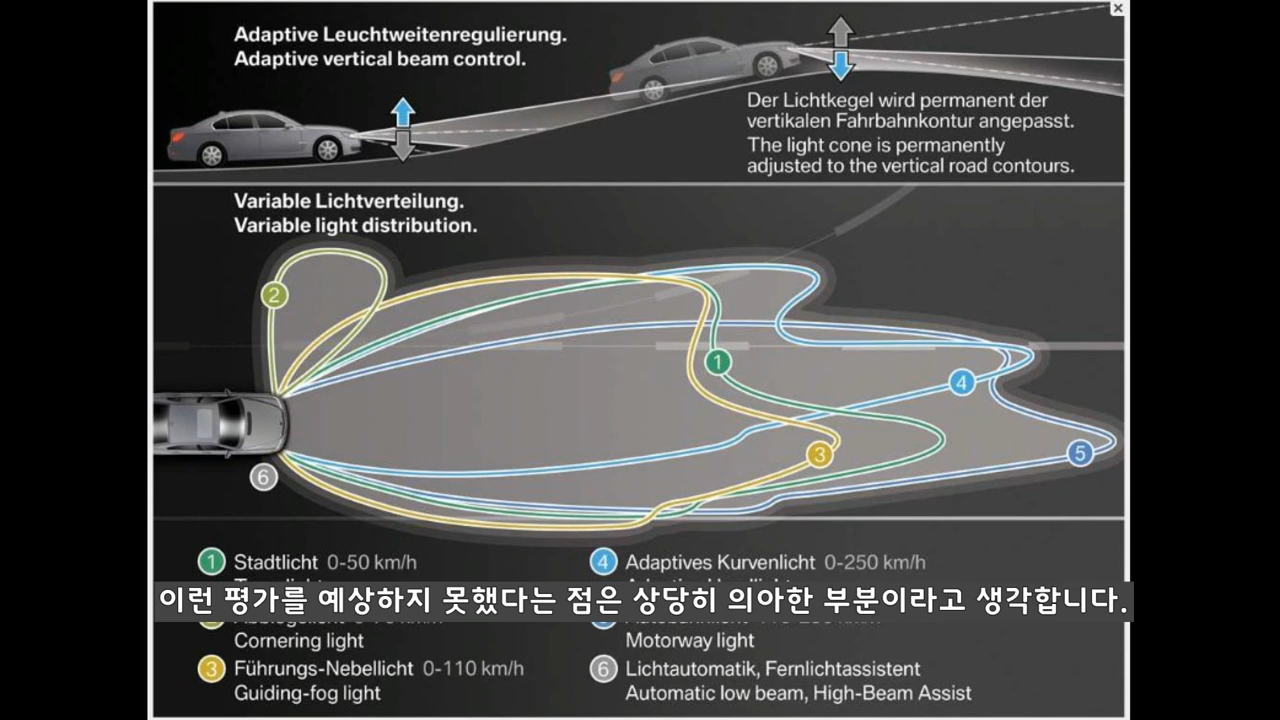 Adaptive Leuchtweitenregulierung.
Adaptive vertical beam control.
Der Lichtkegel wird permanent der
vertikalen Fahrbahnkontur angepasst.
The light cone is permanently
adjusted to the vertical road contours.
Variable Lichtverteilung.
Variable light distribution.
2
1
4
3
5
6
1 Stadtlicht 0-50 km/h
4 Adaptives Kurvenlicht 0-250 km/h
이런 평가를 예상하지 못했다는 점은 상당히 의아한 부분이라고 생각합니다.
Cornering light
Motorway light
3 Führungs-Nebellicht 0-110 km/h
Guiding-fog light
6 Lichtautomatik, Fernlichtassistent
Automatic low beam, High-Beam Assist